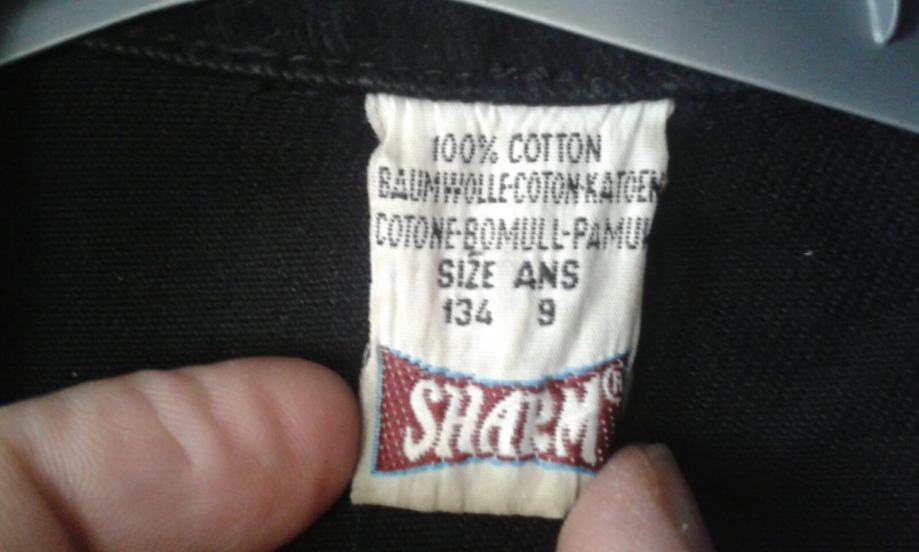 100% COTTON
BAUMWOLLE-COTON-KATOEN
COTONE-BOMULL-PAMUK
SIZE ANS
134 9
SHARM®